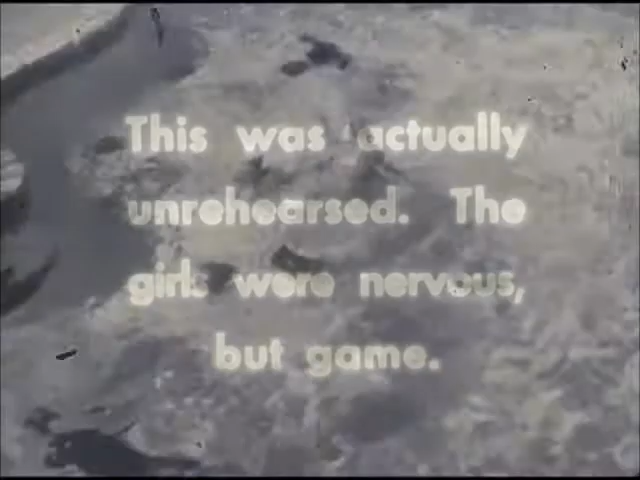 This was actually
unrehearsed. The
girls were nervous,
but game.